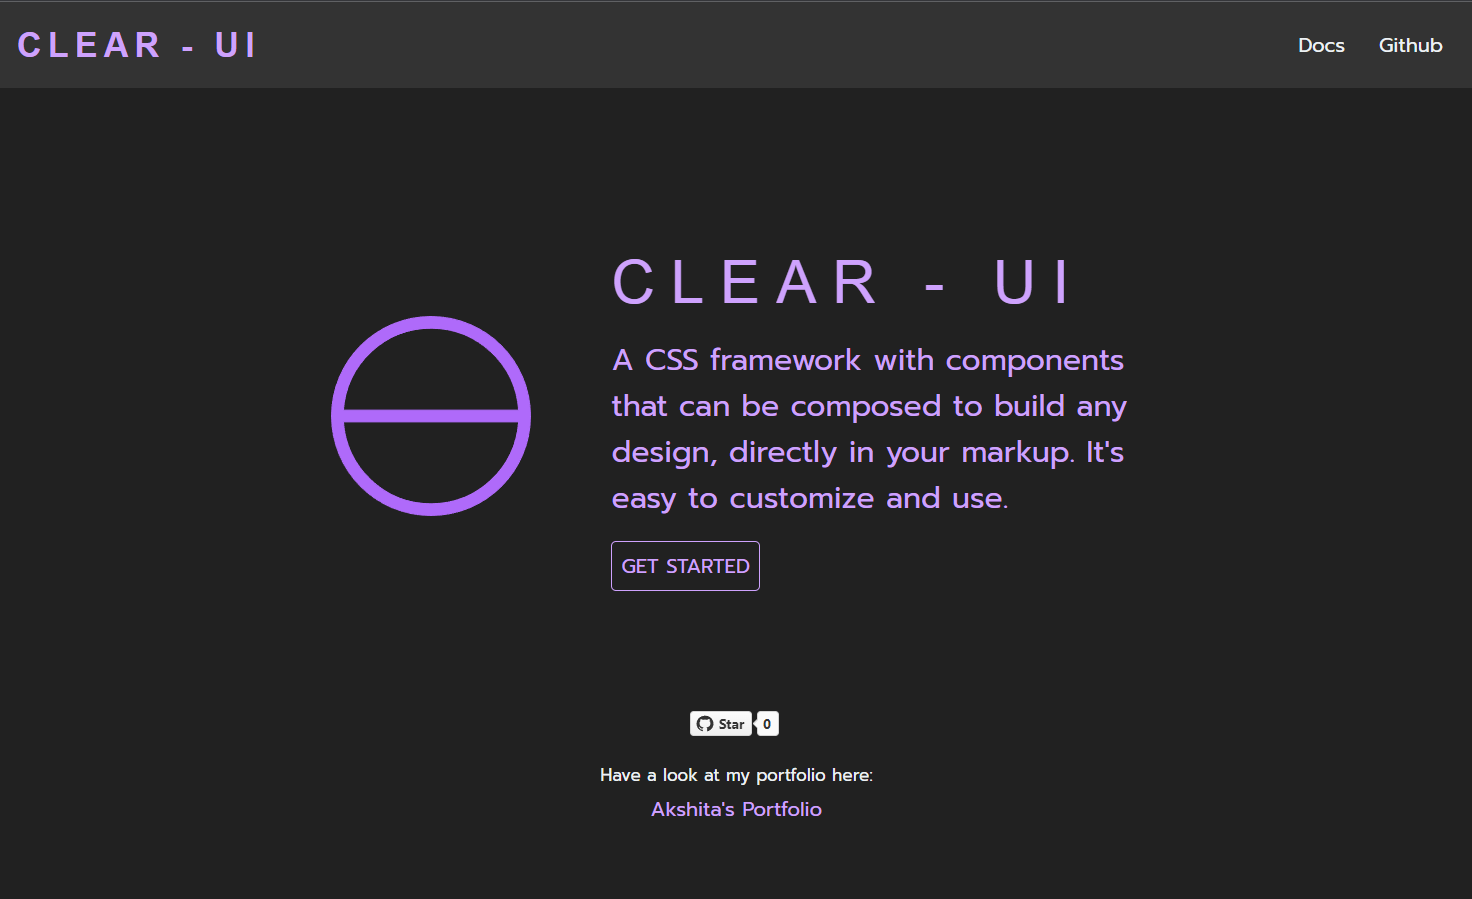 CLEAR - UI
Docs
Github
CLEAR - UI
A CSS framework with components
that can be composed to build any
design, directly in your markup. It's
easy to customize and use.
GET STARTED
Star
0
Have a look at my portfolio here:
Akshita's Portfolio